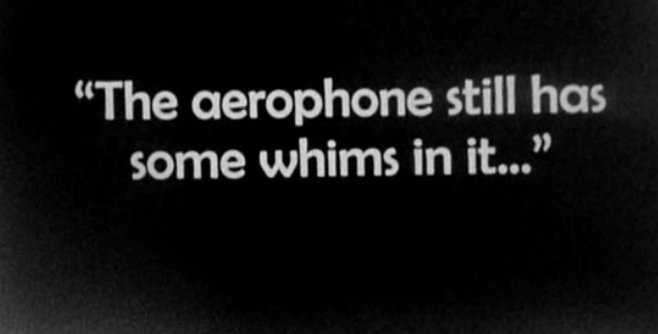 “The aerophone still has
some whims in it...”